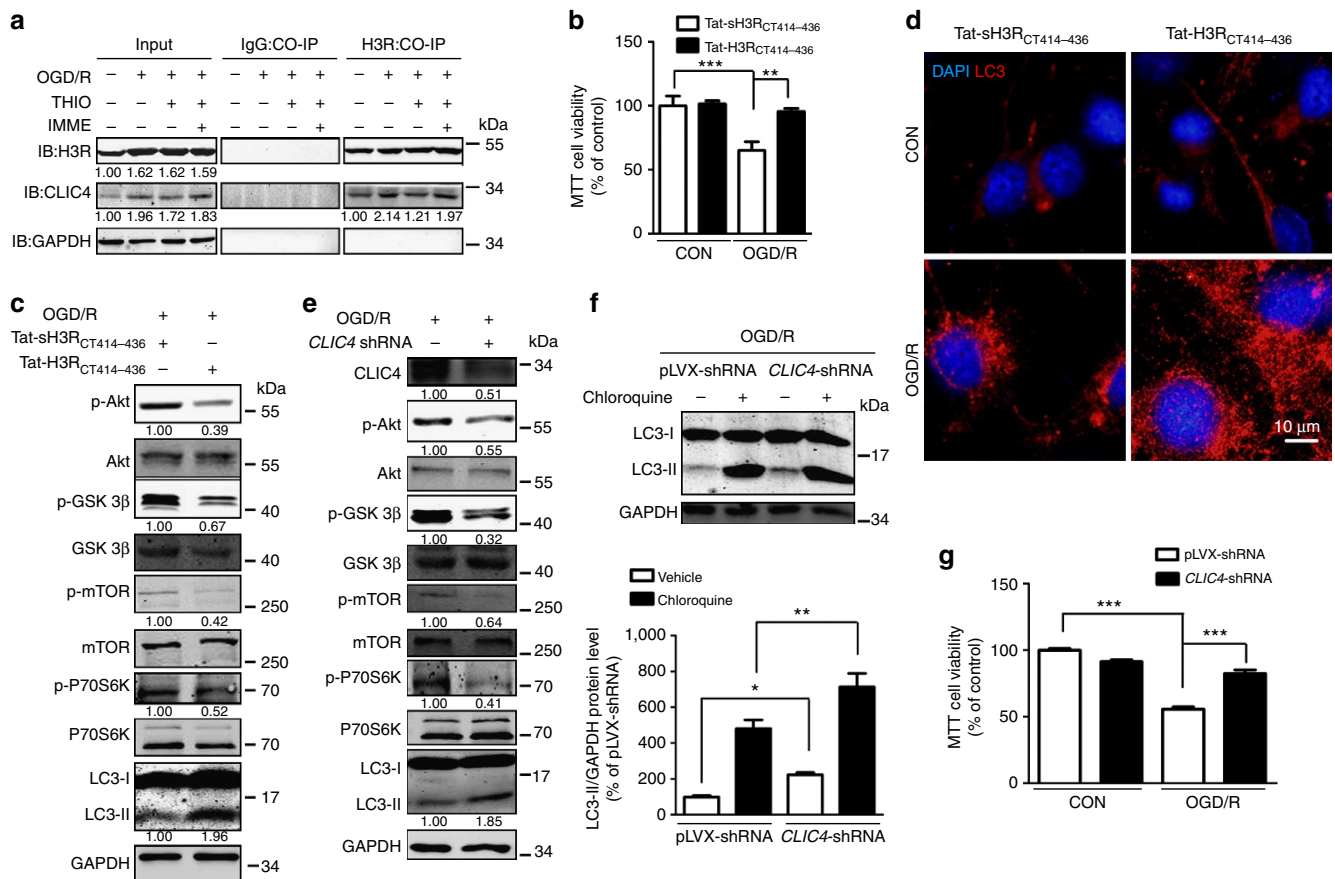 a
Input IgG:CO-IP H3R:CO-IP
OGD/R – + + + – + + + – + + +
THIO – – + + – – + + – – + +
IMME – – – + – – – + – – – + kDa
IB:H3R 55
1.00 1.62 1.62 1.59
IB:CLIC4 34
1.00 1.96 1.72 1.83 1.00 2.14 1.21 1.97
IB:GAPDH 34
b
Tat-sH3RCT414–436
Tat-H3RCT414–436
MTT cell viability
(% of control)
150
100
50
0
*** **
CON OGD/R
d
Tat-sH3RCT414–436 Tat-H3RCT414–436
DAPI LC3
CON
OGD/R
10 μm
c
OGD/R + +
Tat-sH3RCT414–436 + –
Tat-H3RCT414–436 – +
kDa
p-Akt 55
1.00 0.39
Akt 55
p-GSK 3β 40
1.00 0.67
GSK 3β 40
p-mTOR 250
1.00 0.42
mTOR 250
p-P70S6K 70
1.00 0.52
P70S6K 70
LC3-I 17
LC3-II
1.00 1.96
GAPDH 34
e
OGD/R + +
CLIC4 shRNA – +
kDa
CLIC4 34
1.00 0.51
p-Akt 55
1.00 0.55
Akt 55
p-GSK 3β 40
1.00 0.32
GSK 3β 40
p-mTOR 250
1.00 0.64
mTOR 250
p-P70S6K 70
1.00 0.41
P70S6K 70
LC3-I 17
LC3-II
1.00 1.85
GAPDH 34
f
OGD/R
pLVX-shRNA CLIC4-shRNA
Chloroquine – + – + kDa
LC3-I
17
LC3-II
GAPDH 34
Vehicle
Chloroquine
LC3-II/GAPDH protein level
(% of pLVX-shRNA)
1,000
800
600
400
200
0
* **
pLVX-shRNA CLIC4-shRNA
g
pLVX-shRNA
CLIC4-shRNA
MTT cell viability
(% of control)
150
100
50
0
*** ***
CON OGD/R